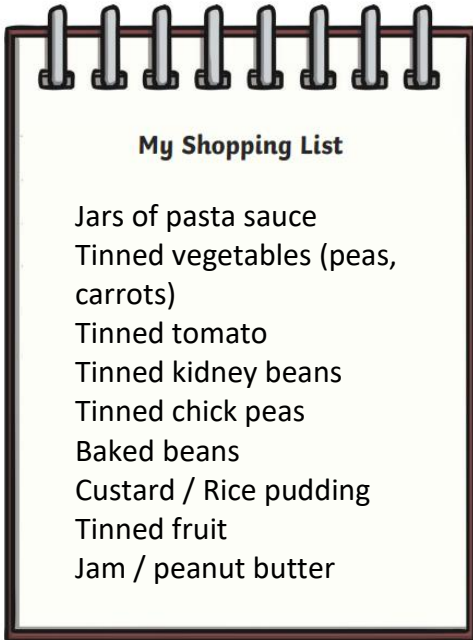 My Shopping List
Jars of pasta sauce
Tinned vegetables (peas,
carrots)
Tinned tomato
Tinned kidney beans
Tinned chick peas
Baked beans
Custard / Rice pudding
Tinned fruit
Jam / peanut butter